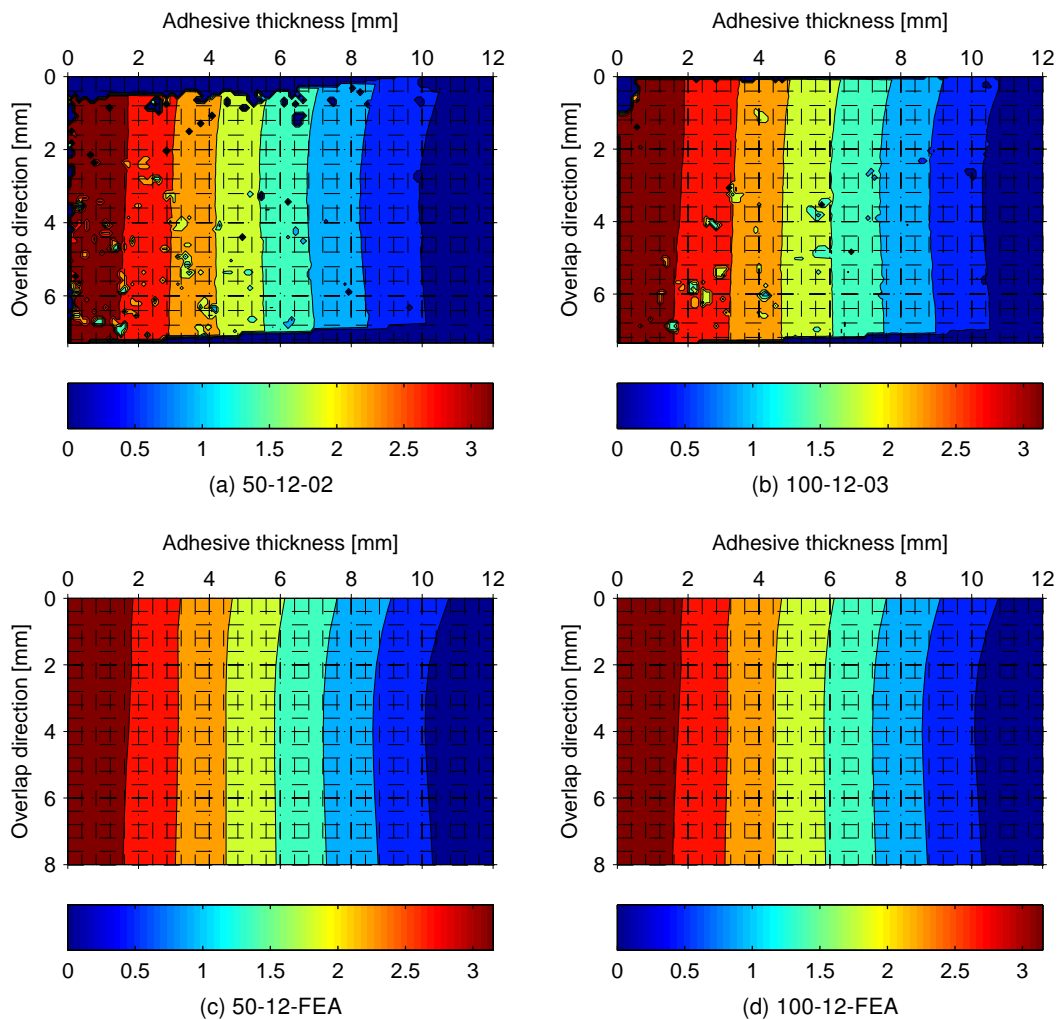 Adhesive thickness [mm] Adhesive thickness [mm]
0 2 4 6 8 10 12 0 2 4 6 8 10 12
Overlap direction [mm] Overlap direction [mm]
0 0
2 2
4 4
6 6
0 0.5 1 1.5 2 2.5 3 0 0.5 1 1.5 2 2.5 3
(a) 50-12-02 (b) 100-12-03
Adhesive thickness [mm] Adhesive thickness [mm]
0 2 4 6 8 10 12 0 2 4 6 8 10 12
Overlap direction [mm] Overlap direction [mm]
0 0
2 2
4 4
6 6
8 8
0 0.5 1 1.5 2 2.5 3 0 0.5 1 1.5 2 2.5 3
(c) 50-12-FEA (d) 100-12-FEA